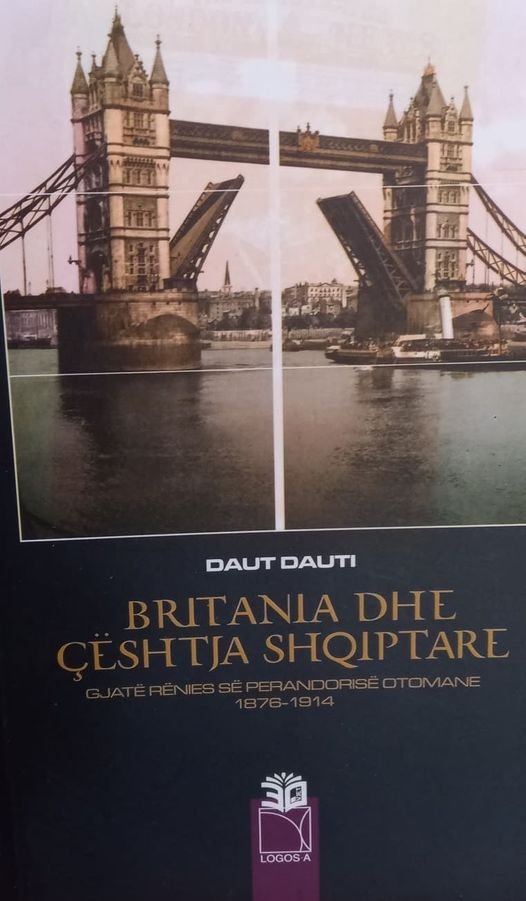 DAUT DAUTI
BRITANIA DHE
ÇËSHTJA SHQIPTARE
GJATË RËNIES SË PERANDORISË OTOMANE
1876-1914
LOGOS A